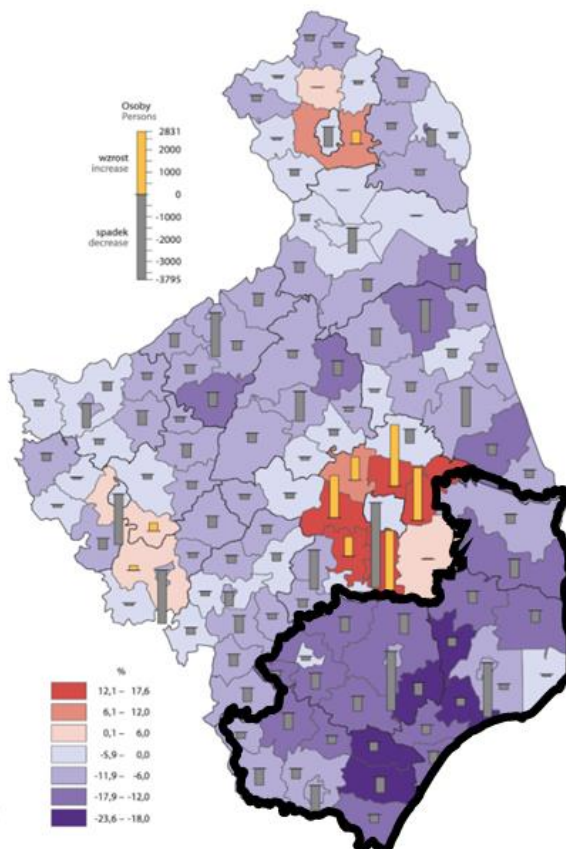 Osoby
Persons
2831
wzrost 2000
increase
1000
0
-1000
spadek
decrease -2000
-3000
-3795
%
12,1 – 17,6
6,1 – 12,0
0,1 – 6,0
-5,9 – 0,0
-11,9 – -6,0
-17,9 – -12,0
-23,6 – -18,0